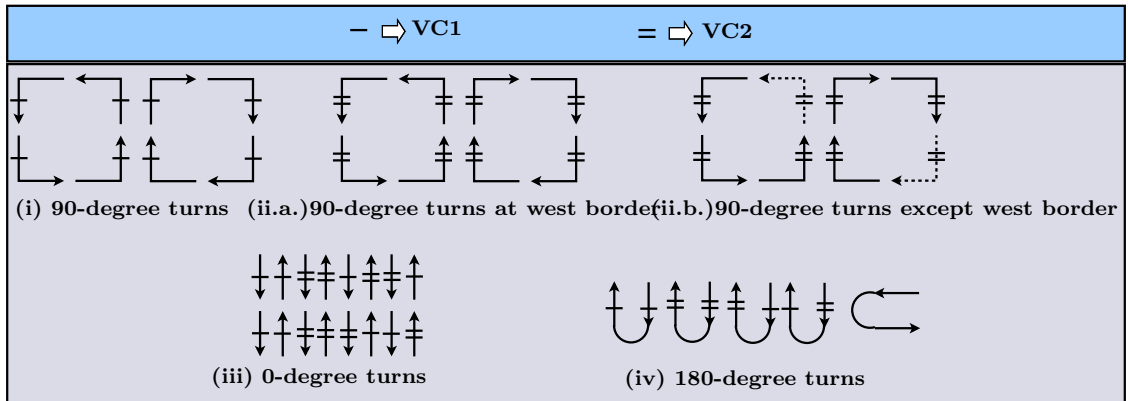 – ⇨ VC1 = ⇨ VC2
(i) 90-degree turns (ii.a.)90-degree turns at west border (ii.b.)90-degree turns except west border
(iii) 0-degree turns
(iv) 180-degree turns